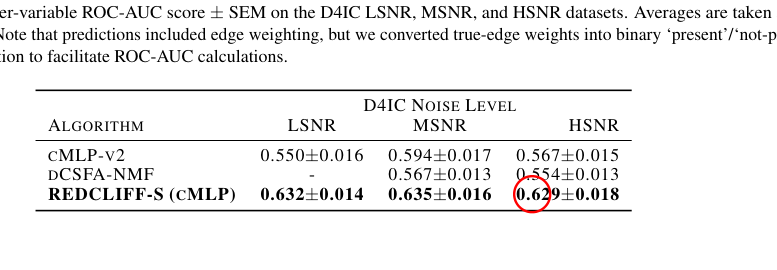 er-variable ROC-AUC score ± SEM on the D4IC LSNR, MSNR, and HSNR datasets. Averages are taken
Note that predictions included edge weighting, but we converted true-edge weights into binary ‘present’/‘not-p
tion to facilitate ROC-AUC calculations.
D4IC NOISE LEVEL
ALGORITHM LSNR MSNR HSNR
CMLP-V2 0.550±0.016 0.594±0.017 0.567±0.015
DCSFA-NMF - 0.567±0.013 0.554±0.013
REDCLIFF-S (CMLP) 0.632±0.014 0.635±0.016 0.629±0.018